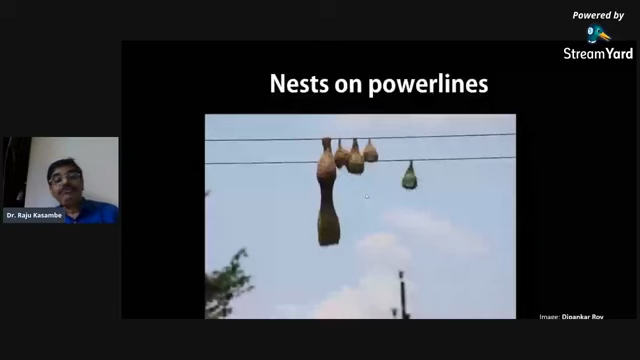 Powered by
StreamYard
Nests on powerlines
Dr. Raju Kasambe
Image: Dipankar Roy